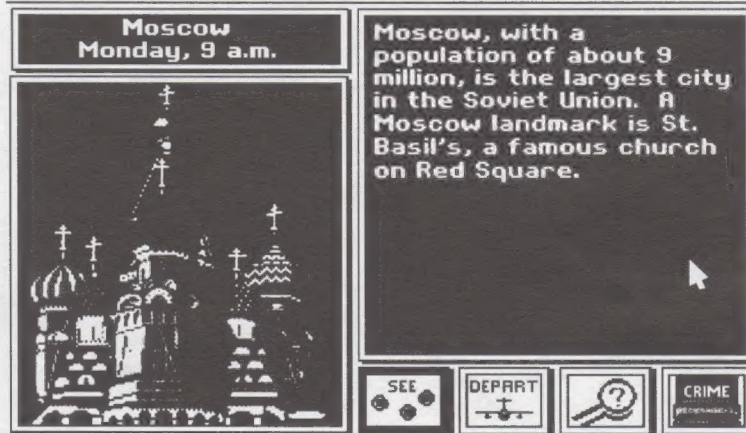 Moscow
Monday, 9 a.m.
Moscow, with a
population of about 9
million, is the largest city
in the Soviet Union. A
Moscow landmark is St.
Basil's, a famous church
on Red Square.
SEE
DEPART
?
CRIME